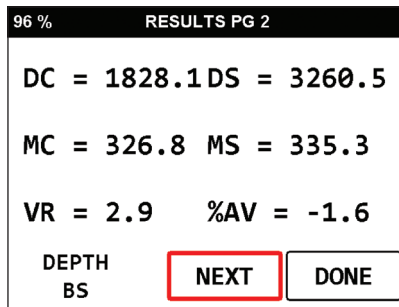 96 % RESULTS PG 2
DC = 1828.1 DS = 3260.5
MC = 326.8 MS = 335.3
VR = 2.9 %AV = -1.6
DEPTH
BS
NEXT
DONE